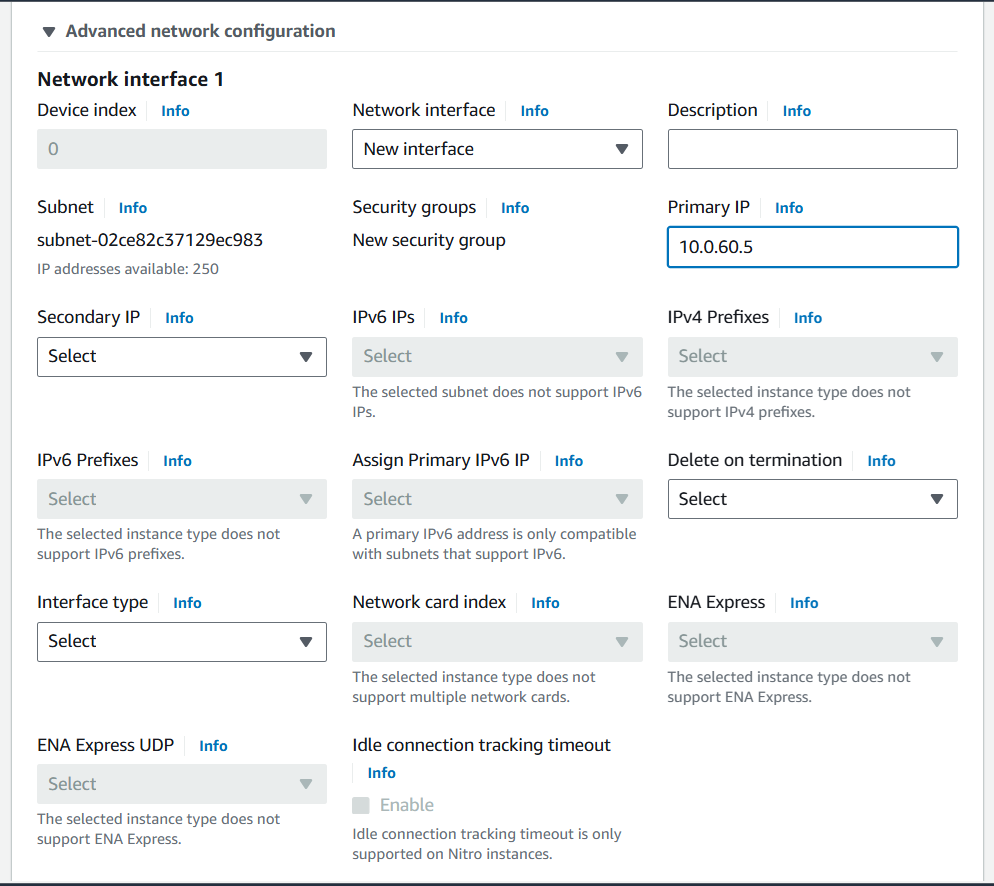 Advanced network configuration
Network interface 1
Device index Info
0
Network interface Info
New interface
Description Info
Subnet Info
subnet-02ce82c37129ec983
IP addresses available: 250
Security groups Info
New security group
Primary IP Info
10.0.60.5
Secondary IP Info
Select
IPv6 IPs Info
Select
The selected subnet does not support IPv6
IPs.
IPv4 Prefixes Info
Select
The selected instance type does not
support IPv4 prefixes.
IPv6 Prefixes Info
Select
The selected instance type does not
support IPv6 prefixes.
Assign Primary IPv6 IP Info
Select
A primary IPv6 address is only compatible
with subnets that support IPv6.
Delete on termination Info
Select
Interface type Info
Select
Network card index Info
Select
The selected instance type does not
support multiple network cards.
ENA Express Info
Select
The selected instance type does not
support ENA Express.
ENA Express UDP Info
Select
The selected instance type does not
support ENA Express.
Idle connection tracking timeout
Info
Enable
Idle connection tracking timeout is only
supported on Nitro instances.